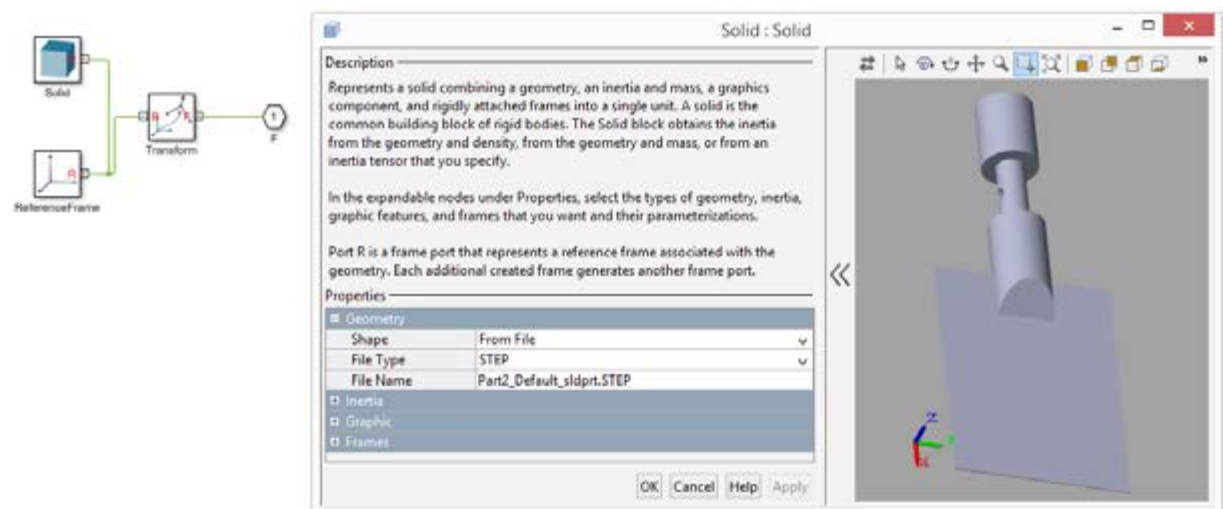 Solid
R
ReferenceFrame
B
F
Transform
1
F
Solid : Solid
Description
Represents a solid combining a geometry, an inertia and mass, a graphics
component, and rigidly attached frames into a single unit. A solid is the
common building block of rigid bodies. The Solid block obtains the inertia
from the geometry and density, from the geometry and mass, or from an
inertia tensor that you specify.
In the expandable nodes under Properties, select the types of geometry, inertia,
graphic features, and frames that you want and their parameterizations.
Port R is a frame port that represents a reference frame associated with the
geometry. Each additional created frame generates another frame port.
Properties
Geometry
Shape From File
File Type STEP
File Name Part2_Default_sldprt.STEP
Inertia
Graphic
Frames
OK Cancel Help Apply
Z
X